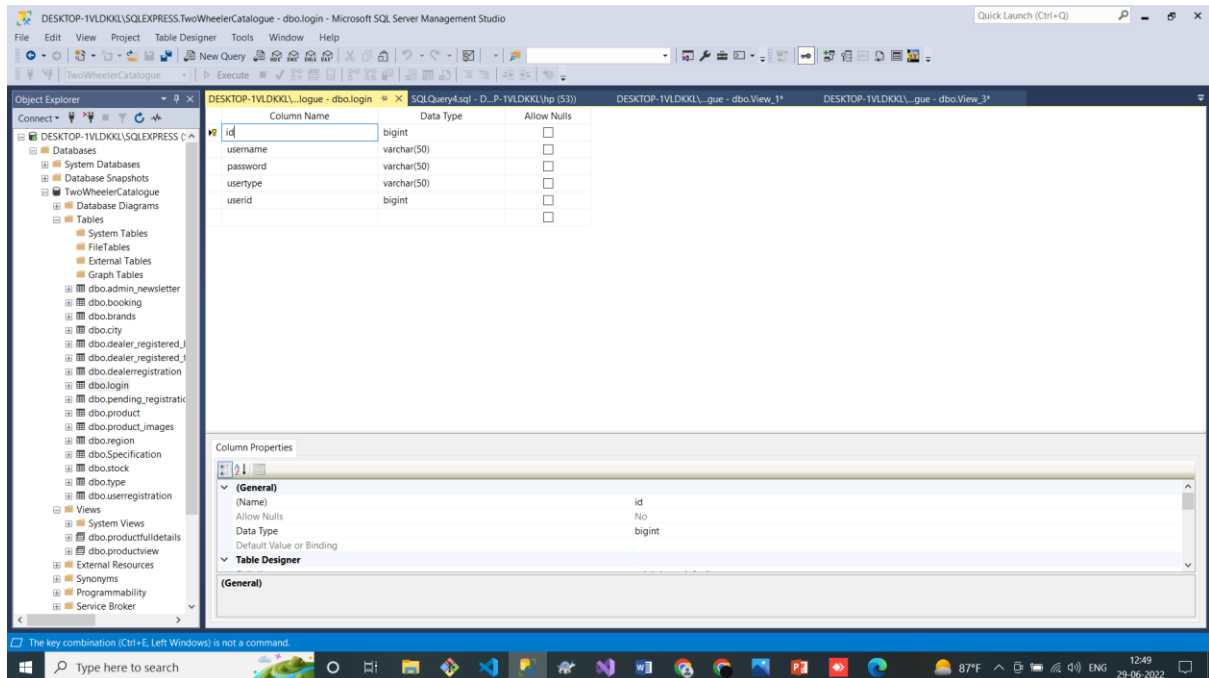 DESKTOP-1VLDKKL\SQLEXPRESS.TwoWheelerCatalogue - dbo.login - Microsoft SQL Server Management Studio
Quick Launch (Ctrl+Q)
File Edit View Project Table Designer Tools Window Help
New Query
TwoWheelerCatalogue
Execute
Object Explorer
Connect
DESKTOP-1VLDKKL\SQLEXPRESS (
Databases
System Databases
Database Snapshots
TwoWheelerCatalogue
Database Diagrams
Tables
System Tables
FileTables
External Tables
Graph Tables
dbo.admin_newsletter
dbo.booking
dbo.brands
dbo.city
dbo.dealer_registered_
dbo.dealer_registered_
dbo.dealerregistration
dbo.login
dbo.pending_registratio
dbo.product
dbo.product_images
dbo.region
dbo.Specification
dbo.stock
dbo.type
dbo.userregistration
Views
System Views
dbo.productfulldetails
dbo.productview
External Resources
Synonyms
Programmability
Service Broker
DESKTOP-1VLDKKL\...logue - dbo.login
SQLQuery4.sql - D...P-1VLDKKL\hp (53))
DESKTOP-1VLDKKL\...gue - dbo.View_1*
DESKTOP-1VLDKKL\...gue - dbo.View_3*
Column Name Data Type Allow Nulls
id bigint
username varchar(50)
password varchar(50)
usertype varchar(50)
userid bigint
Column Properties
(General)
(Name) id
Allow Nulls No
Data Type bigint
Default Value or Binding
Table Designer
(General)
The key combination (Ctrl+E, Left Windows) is not a command.
Type here to search
87°F
ENG
12:49
29-06-2022